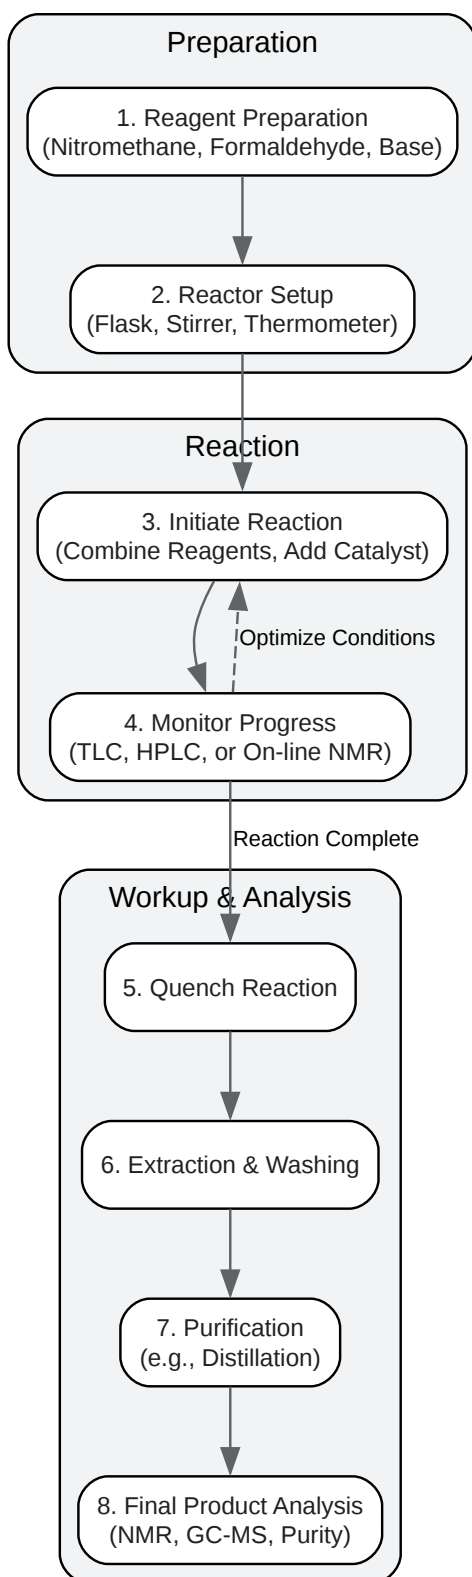 Preparation
1. Reagent Preparation
(Nitromethane, Formaldehyde, Base)
2. Reactor Setup
(Flask, Stirrer, Thermometer)
Reaction
3. Initiate Reaction
(Combine Reagents, Add Catalyst)
Optimize Conditions
4. Monitor Progress
(TLC, HPLC, or On-line NMR)
Reaction Complete
Workup & Analysis
5. Quench Reaction
6. Extraction & Washing
7. Purification
(e.g., Distillation)
8. Final Product Analysis
(NMR, GC-MS, Purity)